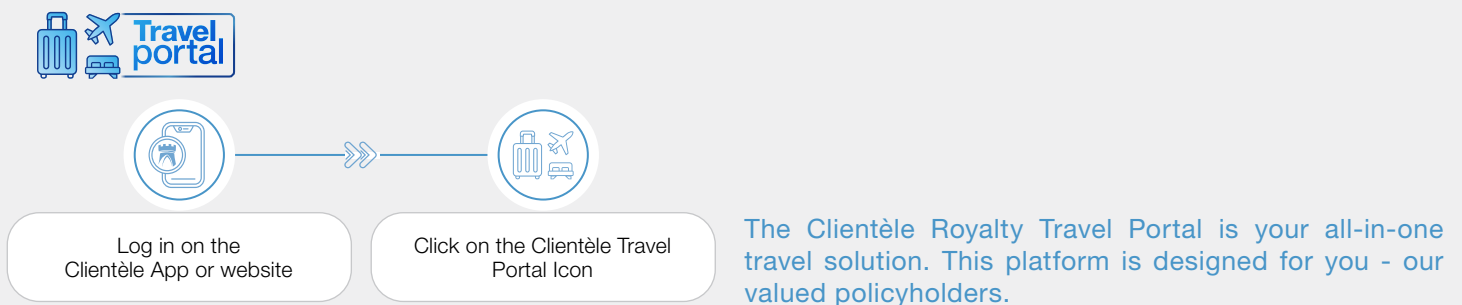 Travel
portal
Log in on the
Clientèle App or website
Click on the Clientèle Travel
Portal Icon
The Clientèle Royalty Travel Portal is your all-in-one
travel solution. This platform is designed for you - our
valued policyholders.